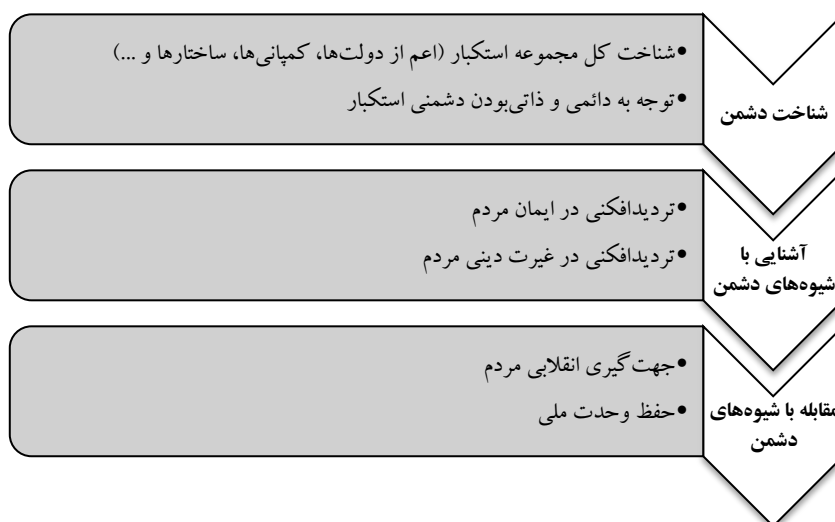 شناخت دشمن
•شناخت کل مجموعه استکبار (اعم از دولت‌ها، کمپانی‌ها، ساختارها و ...)
•توجه به دائمی و ذاتی‌بودن دشمنی استکبار
آشنایی با
شیوه‌های دشمن
•تردیدافکنی در ایمان مردم
•تردیدافکنی در غیرت دینی مردم
مقابله با شیوه‌های
دشمن
•جهت‌گیری انقلابی مردم
•حفظ وحدت ملی